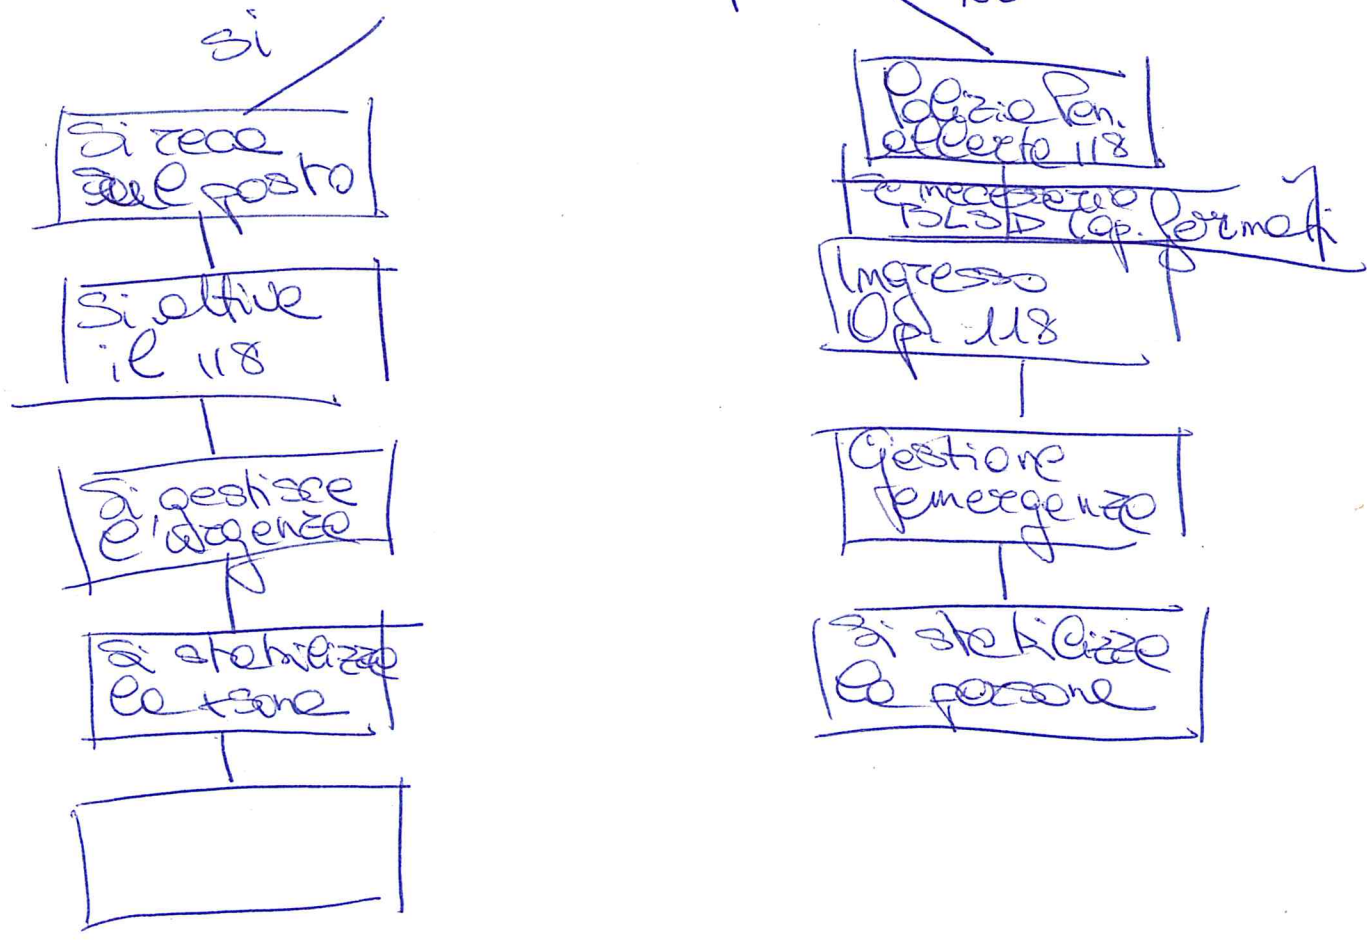 si
Si reca
sul posto
Si attiva
il 118
Si gestisce
l'urgenza
Si stabilizza
la +sona
Polizia Pen.
allerta 118
Se necessario
BLSD (op. formati)
Ingresso
Op. 118
Gestione
emergenza
Si stabilizza
la persona